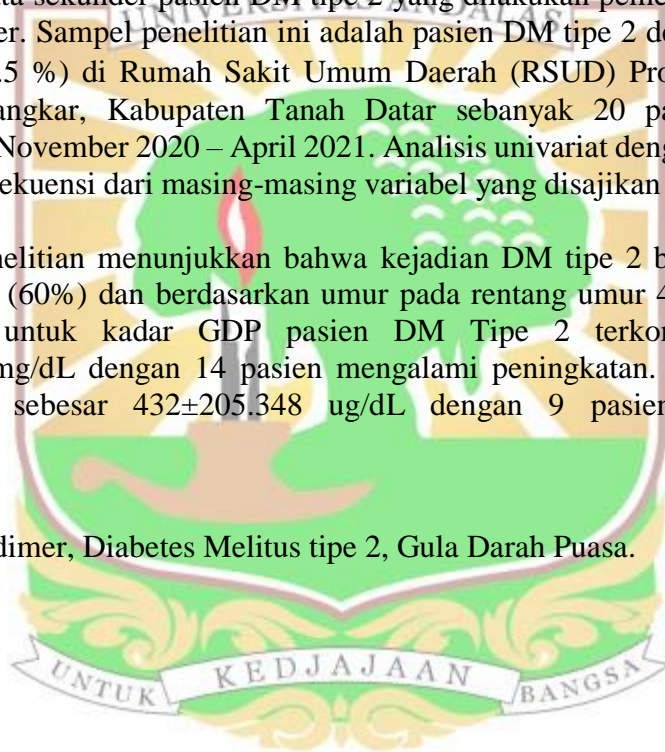 UNIVERSITAS ANDALAS
sekunder pasien DM tipe 2 yang dilakukan
er. Sampel penelitian ini adalah pasien DM tipe 2 de
.5 %) di Rumah Sakit Umum Daerah (RSUD) Pro
angkar, Kabupaten Tanah Datar sebanyak 20 pa
November 2020 – April 2021. Analisis univariat deng
ekuensi dari masing-masing variabel yang disajikan
nelitian menunjukkan bahwa kejadian DM tipe 2 b
(60%) dan berdasarkan umur pada rentang umur 4
untuk kadar GDP pasien DM Tipe 2 terkon
mg/dL dengan 14 pasien mengalami peningkatan.
sebesar 432±205.348 ug/dL dengan 9 pasien
dimer, Diabetes Melitus tipe 2, Gula Darah Puasa.
UNTUK KEDJAJAAN BANGSA